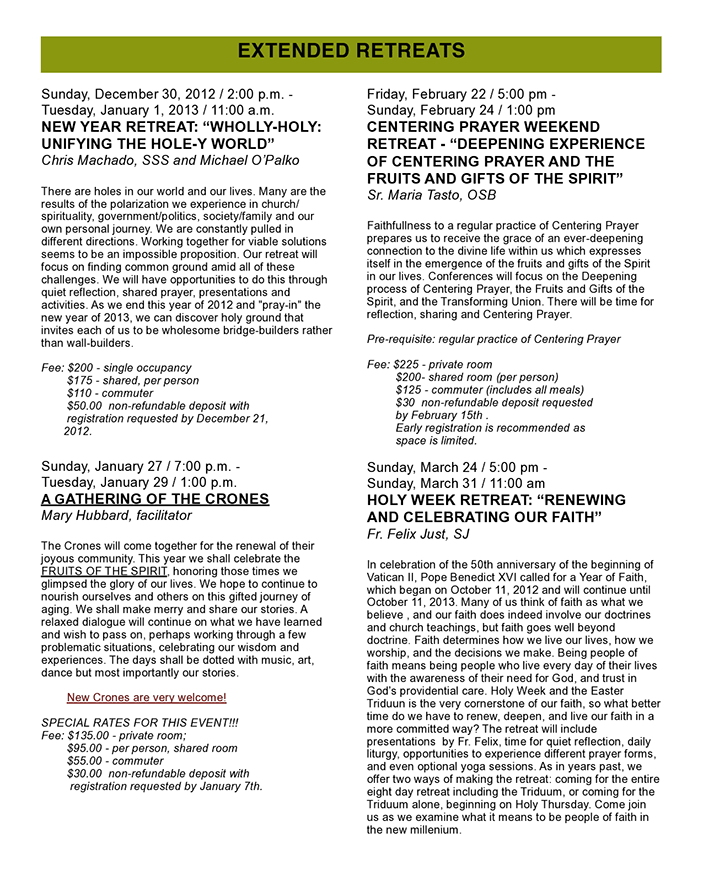 EXTENDED RETREATS
Sunday, December 30, 2012 / 2:00 p.m. -
Tuesday, January 1, 2013 / 11:00 a.m.
NEW YEAR RETREAT: “WHOLLY-HOLY:
UNIFYING THE HOLE-Y WORLD”
Chris Machado, SSS and Michael O’Palko
There are holes in our world and our lives. Many are the
results of the polarization we experience in church/
spirituality, government/politics, society/family and our
own personal journey. We are constantly pulled in
different directions. Working together for viable solutions
seems to be an impossible proposition. Our retreat will
focus on finding common ground amid all of these
challenges. We will have opportunities to do this through
quiet reflection, shared prayer, presentations and
activities. As we end this year of 2012 and "pray-in" the
new year of 2013, we can discover holy ground that
invites each of us to be wholesome bridge-builders rather
than wall-builders.
Fee: $200 - single occupancy
$175 - shared, per person
$110 - commuter
$50.00 non-refundable deposit with
registration requested by December 21,
2012.
Sunday, January 27 / 7:00 p.m. -
Tuesday, January 29 / 1:00 p.m.
A GATHERING OF THE CRONES
Mary Hubbard, facilitator
The Crones will come together for the renewal of their
joyous community. This year we shall celebrate the
FRUITS OF THE SPIRIT, honoring those times we
glimpsed the glory of our lives. We hope to continue to
nourish ourselves and others on this gifted journey of
aging. We shall make merry and share our stories. A
relaxed dialogue will continue on what we have learned
and wish to pass on, perhaps working through a few
problematic situations, celebrating our wisdom and
experiences. The days shall be dotted with music, art,
dance but most importantly our stories.
New Crones are very welcome!
SPECIAL RATES FOR THIS EVENT!!!
Fee: $135.00 - private room;
$95.00 - per person, shared room
$55.00 - commuter
$30.00 non-refundable deposit with
registration requested by January 7th.
Friday, February 22 / 5:00 pm -
Sunday, February 24 / 1:00 pm
CENTERING PRAYER WEEKEND
RETREAT - “DEEPENING EXPERIENCE
OF CENTERING PRAYER AND THE
FRUITS AND GIFTS OF THE SPIRIT”
Sr. Maria Tasto, OSB
Faithfullness to a regular practice of Centering Prayer
prepares us to receive the grace of an ever-deepening
connection to the divine life within us which expresses
itself in the emergence of the fruits and gifts of the Spirit
in our lives. Conferences will focus on the Deepening
process of Centering Prayer, the Fruits and Gifts of the
Spirit, and the Transforming Union. There will be time for
reflection, sharing and Centering Prayer.
Pre-requisite: regular practice of Centering Prayer
Fee: $225 - private room
$200- shared room (per person)
$125 - commuter (includes all meals)
$30 non-refundable deposit requested
by February 15th .
Early registration is recommended as
space is limited.
Sunday, March 24 / 5:00 pm -
Sunday, March 31 / 11:00 am
HOLY WEEK RETREAT: “RENEWING
AND CELEBRATING OUR FAITH”
Fr. Felix Just, SJ
In celebration of the 50th anniversary of the beginning of
Vatican II, Pope Benedict XVI called for a Year of Faith,
which began on October 11, 2012 and will continue until
October 11, 2013. Many of us think of faith as what we
believe , and our faith does indeed involve our doctrines
and church teachings, but faith goes well beyond
doctrine. Faith determines how we live our lives, how we
worship, and the decisions we make. Being people of
faith means being people who live every day of their lives
with the awareness of their need for God, and trust in
God’s providential care. Holy Week and the Easter
Triduun is the very cornerstone of our faith, so what better
time do we have to renew, deepen, and live our faith in a
more committed way? The retreat will include
presentations by Fr. Felix, time for quiet reflection, daily
liturgy, opportunities to experience different prayer forms,
and even optional yoga sessions. As in years past, we
offer two ways of making the retreat: coming for the entire
eight day retreat including the Triduum, or coming for the
Triduum alone, beginning on Holy Thursday. Come join
us as we examine what it means to be people of faith in
the new millenium.